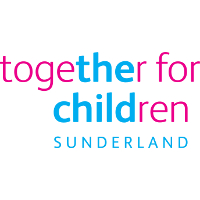 together for
children
SUNDERLAND